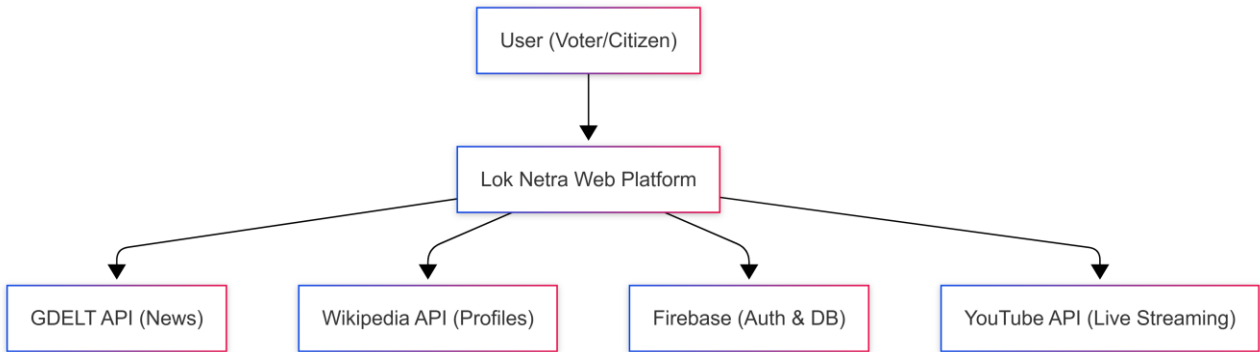 User (Voter/Citizen)
Lok Netra Web Platform
GDELT API (News)
Wikipedia API (Profiles)
Firebase (Auth & DB)
YouTube API (Live Streaming)